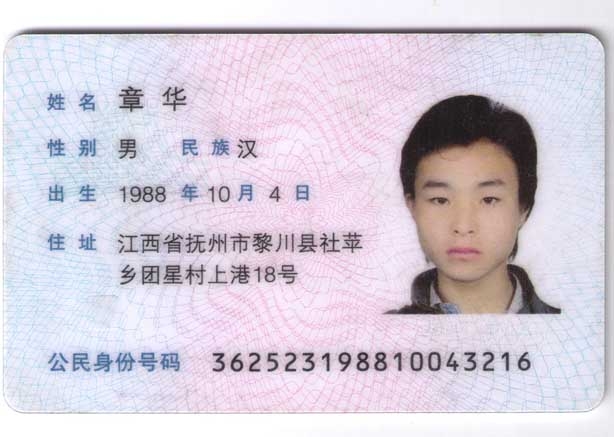 姓名 章华
性别 男 民族 汉
出生 1988 年 10 月 4 日
住址 江西省抚州市黎川县社苹
乡团星村上港18号
公民身份号码 362523198810043216